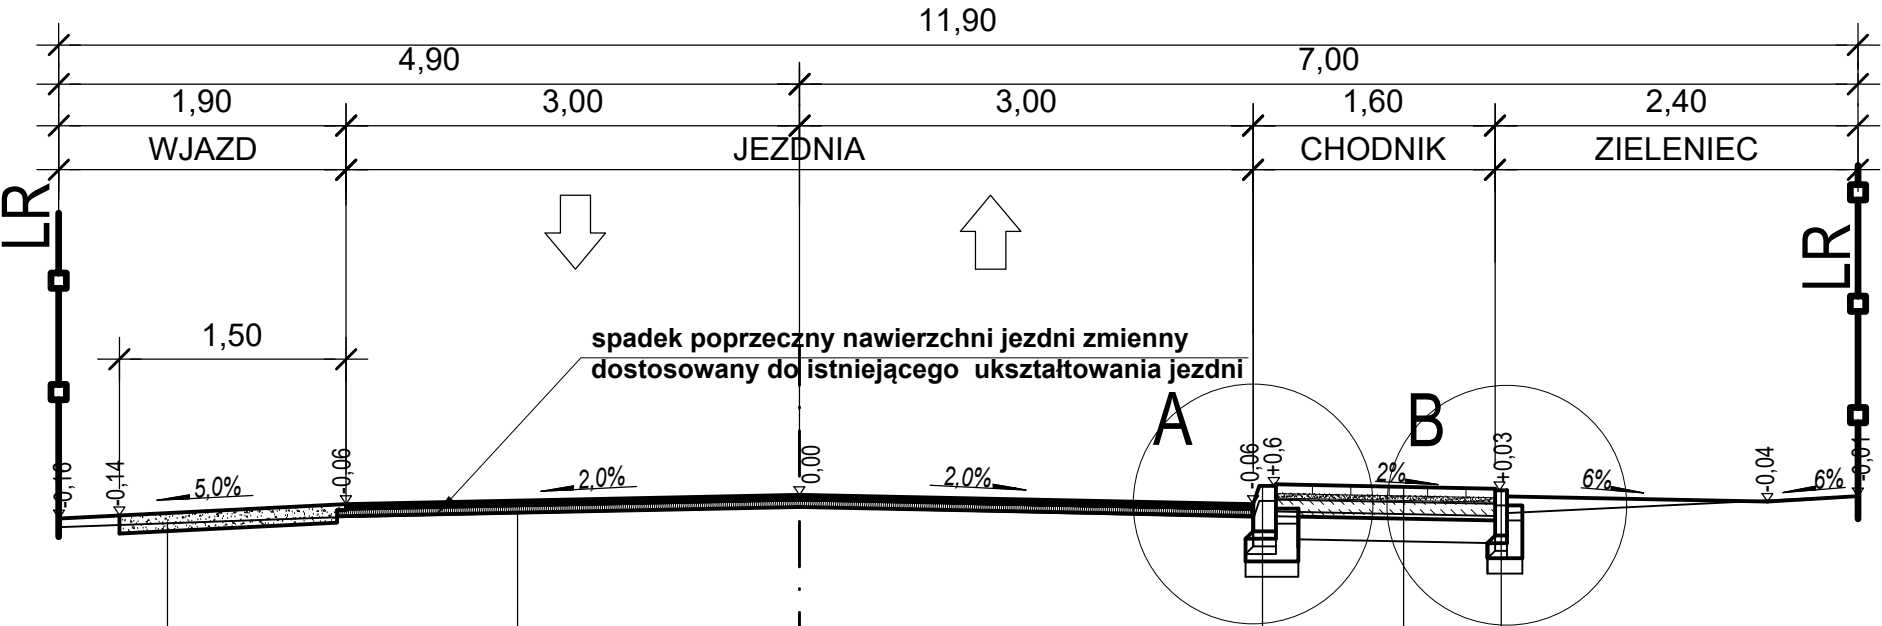 11,90
4,90 7,00
1,90 3,00 3,00 1,60 2,40
WJAZD JEZDNIA CHODNIK ZIELENIEC
LR LR
1,50
spadek poprzeczny nawierzchni jezdni zmienny
dostosowany do istniejącego ukształtowania jezdni
A B
-0,16 -0,14 -0,06 0,00 -0,06 +0,6 +0,03 -0,04 -0,01
5,0% 2,0% 2,0% 2% 6% 6%